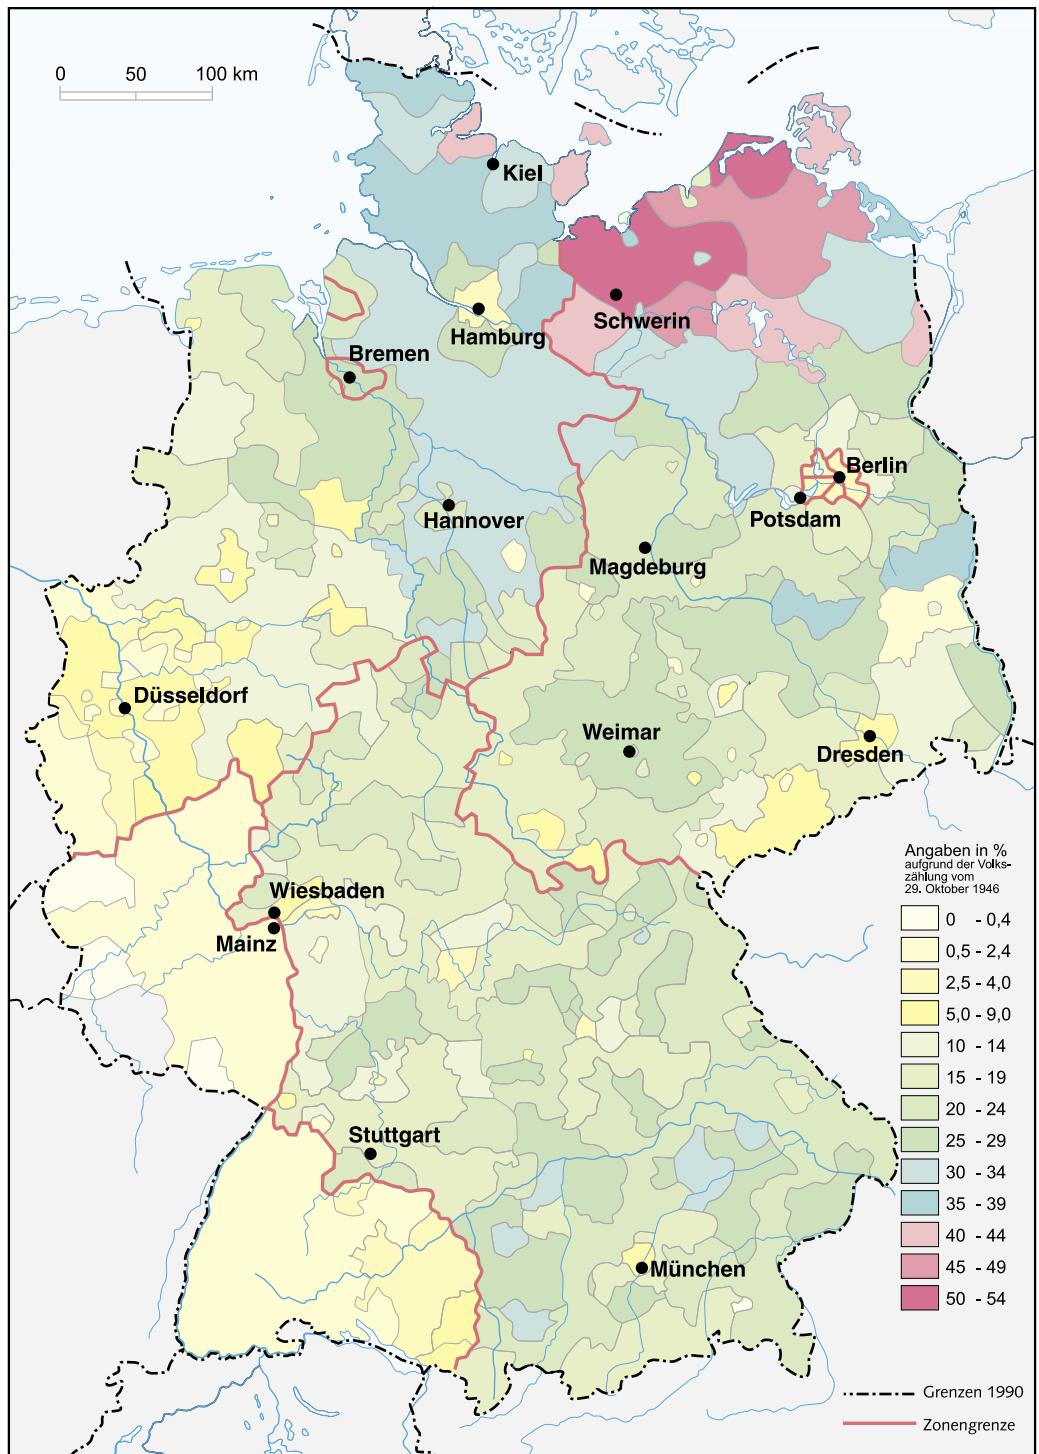 0 50 100 km
Kiel
Schwerin
Hamburg
Bremen
Berlin
Hannover
Potsdam
Magdeburg
Düsseldorf
Weimar
Dresden
Wiesbaden
Mainz
Stuttgart
München
Angaben in %
aufgrund der Volks-
zählung vom
29. Oktober 1946
0 - 0,4
0,5 - 2,4
2,5 - 4,0
5,0 - 9,0
10 - 14
15 - 19
20 - 24
25 - 29
30 - 34
35 - 39
40 - 44
45 - 49
50 - 54
Grenzen 1990
Zonengrenze